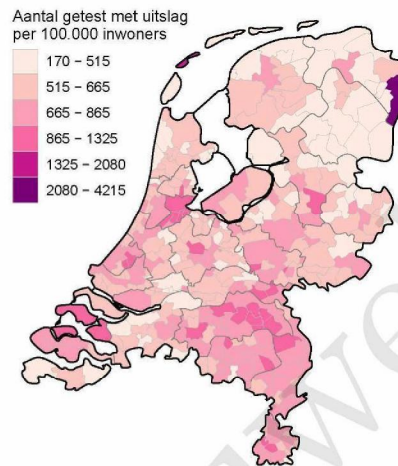 Aantal getest met uitslag
per 100.000 inwoners
170 – 515
515 – 665
665 – 865
865 – 1325
1325 – 2080
2080 – 4215